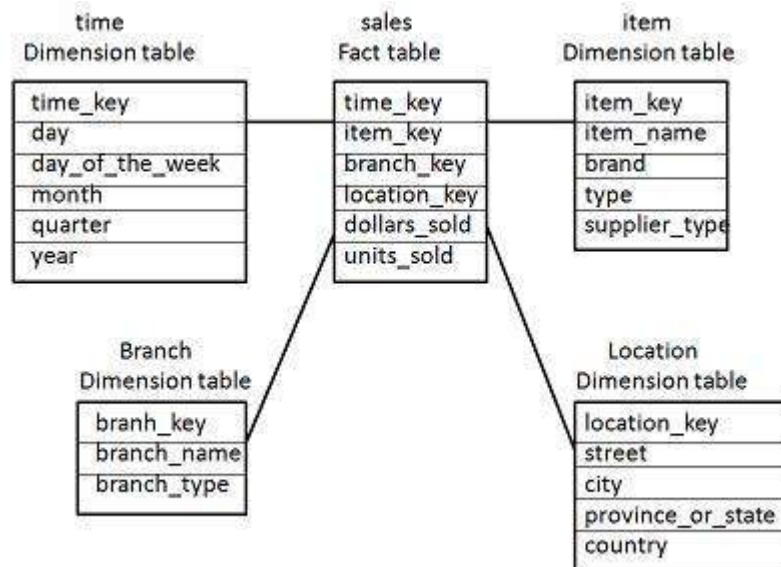 time
Dimension table
time_key
day
day_of_the_week
month
quarter
year
sales
Fact table
time_key
item_key
branch_key
location_key
dollars_sold
units_sold
item
Dimension table
item_key
item_name
brand
type
supplier_type
Branch
Dimension table
branh_key
branch_name
branch_type
Location
Dimension table
location_key
street
city
province_or_state
country